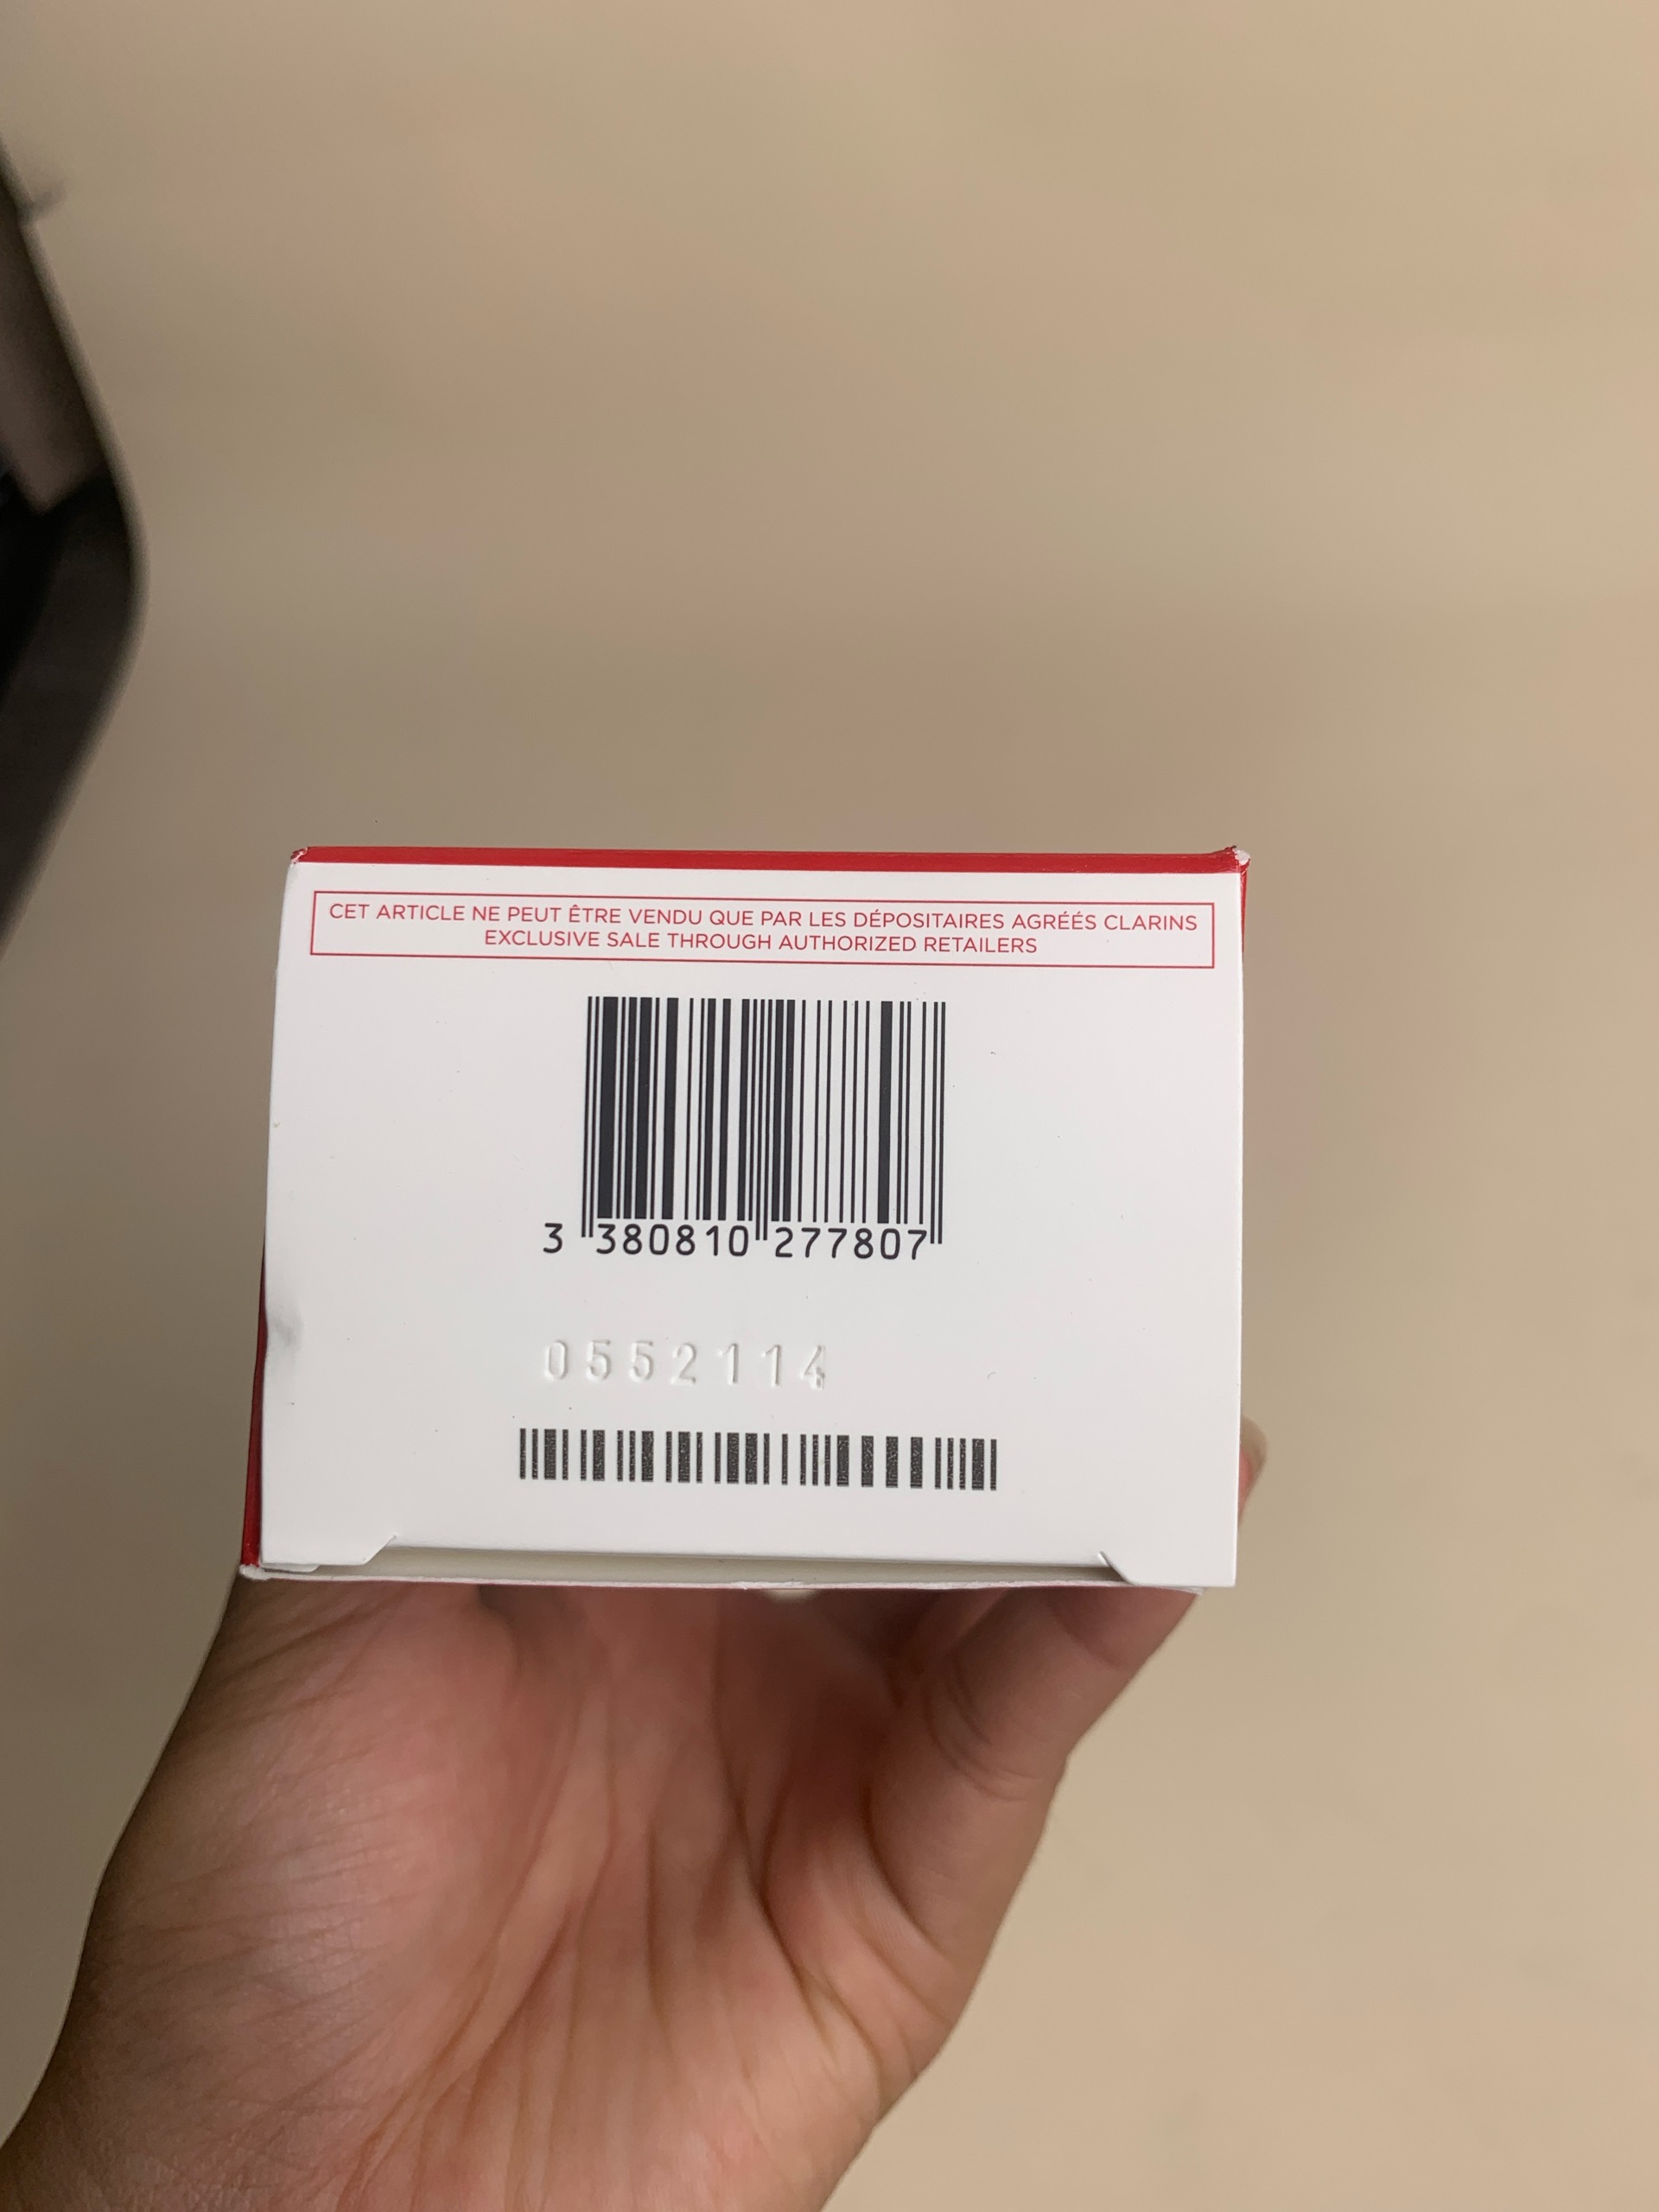 CET ARTICLE NE PEUT ÊTRE VENDU QUE PAR LES DÉPOSITAIRES AGRÉÉS CLARINS
EXCLUSIVE SALE THROUGH AUTHORIZED RETAILERS
3 380810 277807
0552114